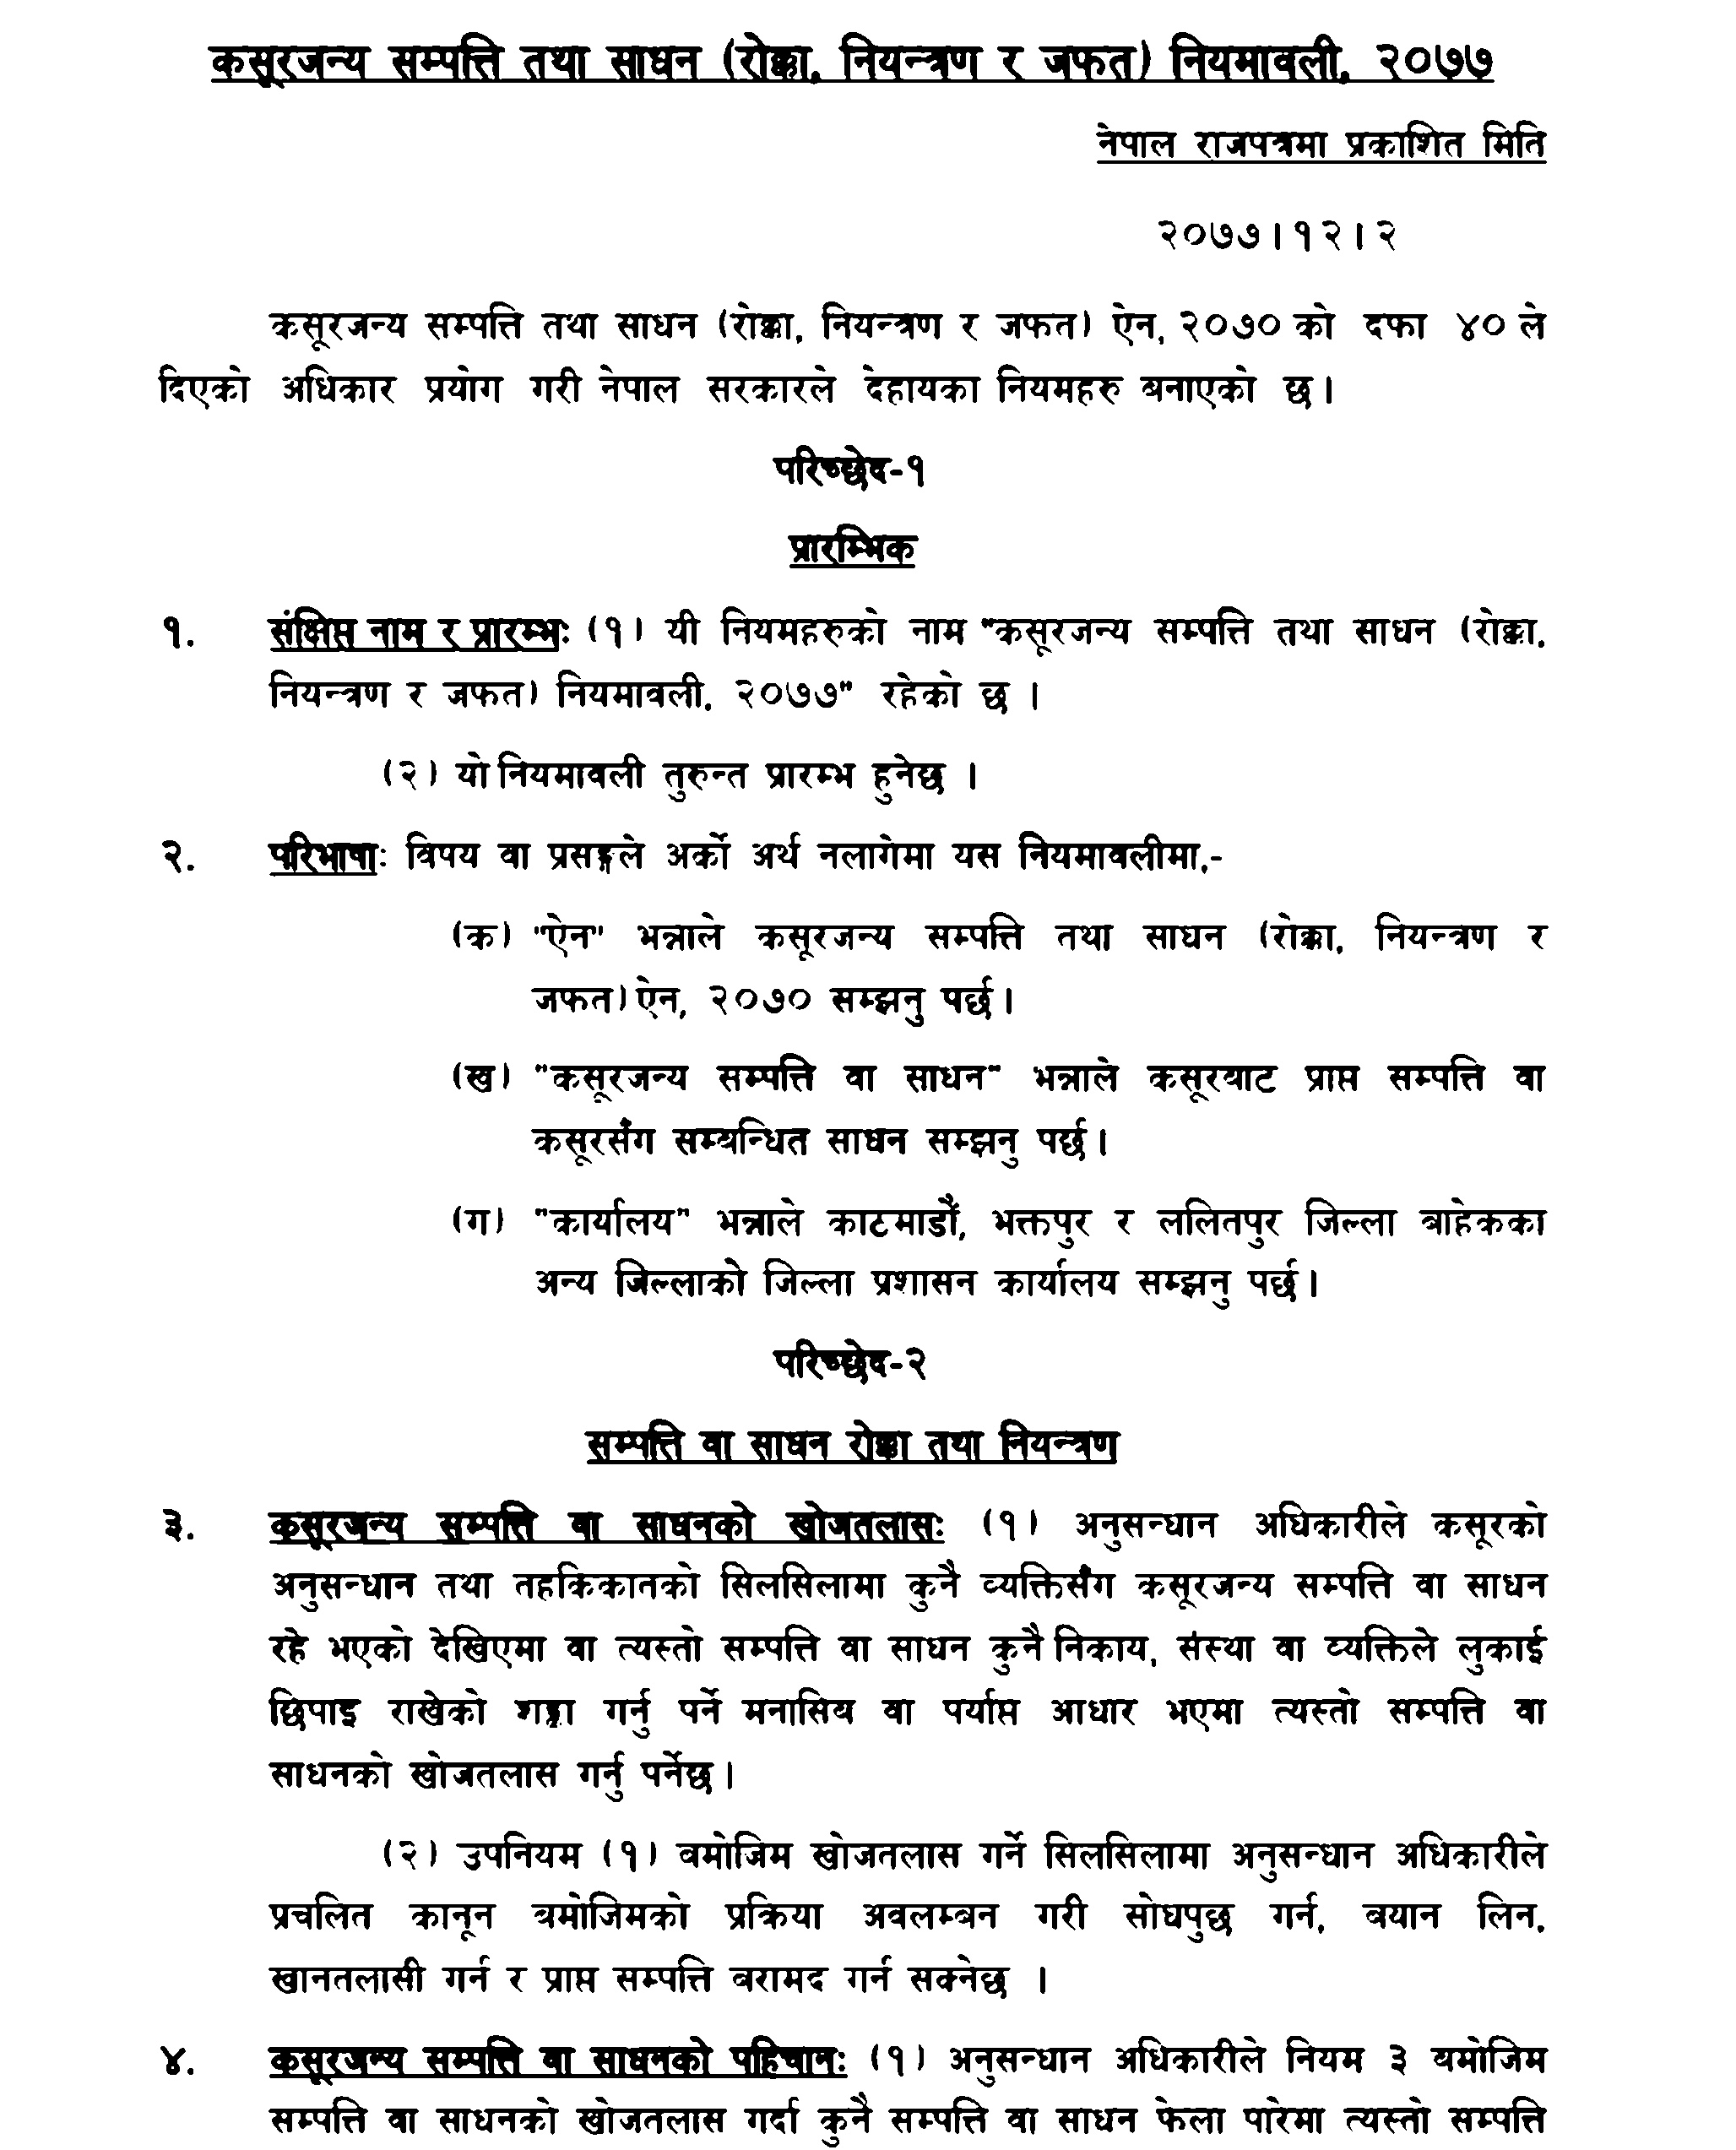 कसूरजन्य सम्पत्ति तथा साधन (रोक्का, नियन्त्रण र जफत) नियमावली, २०७७
नेपाल राजपत्रमा प्रकाशित मिति
२०७७।१२।२
कसूरजन्य सम्पत्ति तथा साधन (रोक्का, नियन्त्रण र जफत) ऐन, २०७० को दफा ४० ले
दिएको अधिकार प्रयोग गरी नेपाल सरकारले देहायका नियमहरु बनाएको छ।
परिच्छेद-१
प्रारम्भिक
१. संक्षिप्त नाम र प्रारम्भः (१) यी नियमहरुको नाम "कसूरजन्य सम्पत्ति तथा साधन (रोक्का,
नियन्त्रण र जफत) नियमावली, २०७७" रहेको छ ।
(२) यो नियमावली तुरुन्त प्रारम्भ हुनेछ ।
२. परिभाषाः विषय वा प्रसङ्गले अर्को अर्थ नलागेमा यस नियमावलीमा,-
(क) "ऐन" भन्नाले कसूरजन्य सम्पत्ति तथा साधन (रोक्का, नियन्त्रण र
जफत) ऐन, २०७० सम्झनु पर्छ।
(ख) "कसूरजन्य सम्पत्ति वा साधन" भन्नाले कसूरबाट प्राप्त सम्पत्ति वा
कसूरसँग सम्बन्धित साधन सम्झनु पर्छ।
(ग) "कार्यालय" भन्नाले काटमाडौं, भक्तपुर र ललितपुर जिल्ला बाहेकका
अन्य जिल्लाको जिल्ला प्रशासन कार्यालय सम्झनु पर्छ।
परिच्छेद-२
सम्पत्ति वा साधन रोक्का तथा नियन्त्रण
३. कसूरजन्य सम्पत्ति वा साधनको खोजतलासः (१) अनुसन्धान अधिकारीले कसूरको
अनुसन्धान तथा तहकिकातको सिलसिलामा कुनै व्यक्तिसँग कसूरजन्य सम्पत्ति वा साधन
रहे भएको देखिएमा वा त्यस्तो सम्पत्ति वा साधन कुनै निकाय, संस्था वा व्यक्तिले लुकाई
छिपाइ राखेको शङ्का गर्नु पर्ने मनासिब वा पर्याप्त आधार भएमा त्यस्तो सम्पत्ति वा
साधनको खोजतलास गर्नु पर्नेछ।
(२) उपनियम (१) बमोजिम खोजतलास गर्ने सिलसिलामा अनुसन्धान अधिकारीले
प्रचलित कानून बमोजिमको प्रक्रिया अवलम्बन गरी सोधपुछ गर्न, बयान लिन,
खानतलासी गर्न र प्राप्त सम्पत्ति बरामद गर्न सक्नेछ ।
४. कसूरजन्य सम्पत्ति वा साधनको पहिचानः (१) अनुसन्धान अधिकारीले नियम ३ बमोजिम
सम्पत्ति वा साधनको खोजतलास गर्दा कुनै सम्पत्ति वा साधन फेला पारेमा त्यस्तो सम्पत्ति